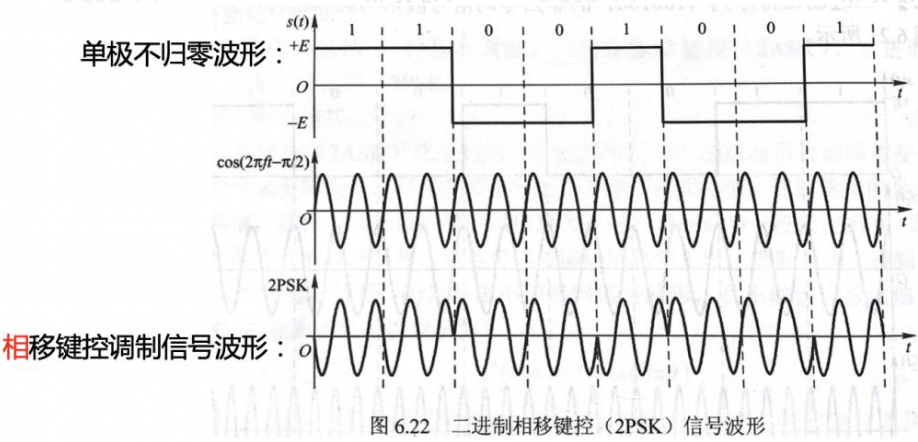 s(t)
1 1 0 0 1 0 0 1
单极不归零波形： +E
O
t
−E
cos(2πft−π/2)
O
t
2PSK
相移键控调制信号波形： O
t
图 6.22 二进制相移键控（2PSK）信号波形